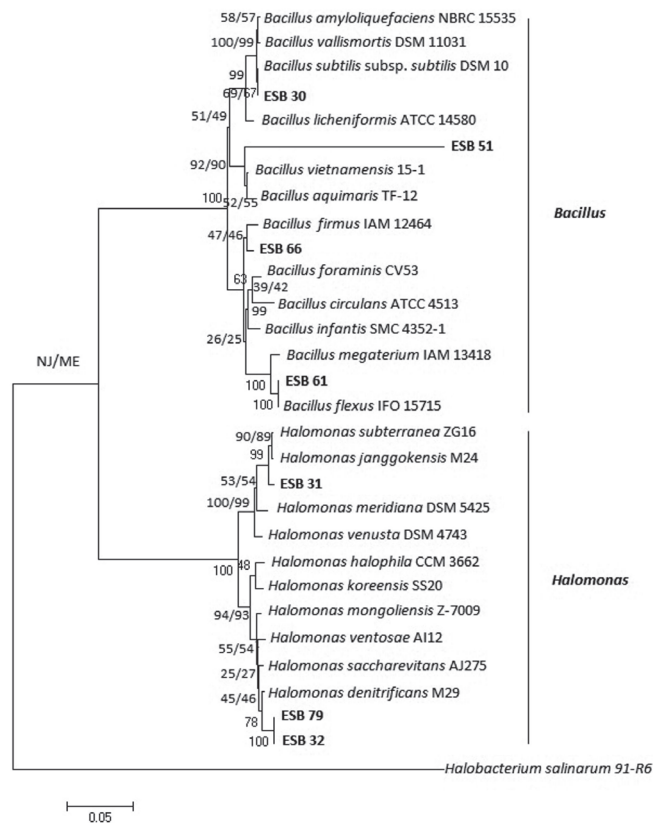 58/57
Bacillus amyloliquefaciens NBRC 15535
100/99
Bacillus vallismortis DSM 11031
Bacillus subtilis subsp. subtilis DSM 10
99
69/67
ESB 30
51/49
Bacillus licheniformis ATCC 14580
ESB 51
92/90
Bacillus vietnamensis 15-1
100
52/55
Bacillus aquimaris TF-12
Bacillus
Bacillus firmus IAM 12464
47/46
ESB 66
Bacillus foraminis CV53
63
39/42
Bacillus circulans ATCC 4513
99
Bacillus infantis SMC 4352-1
26/25
Bacillus megaterium IAM 13418
NJ/ME
100
ESB 61
100
Bacillus flexus IFO 15715
90/89
Halomonas subterranea ZG16
99
Halomonas janggokensis M24
53/54
ESB 31
100/99
Halomonas meridiana DSM 5425
Halomonas venusta DSM 4743
100
48
Halomonas halophila CCM 3662
Halomonas
Halomonas koreensis SS20
94/93
Halomonas mongoliensis Z-7009
55/54
Halomonas ventosae AI12
25/27
Halomonas saccharevitans AJ275
45/46
Halomonas denitrificans M29
78
ESB 79
100
ESB 32
Halobacterium salinarum 91-R6
0.05